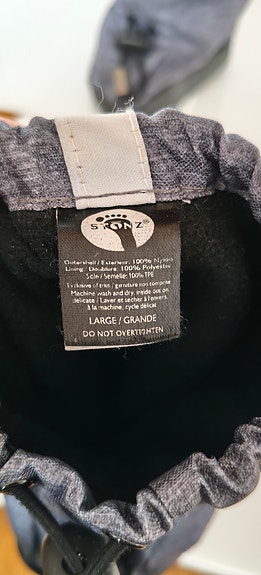 STONZ®
Outershell / Exterieur: 100% Nylon
Lining / Doublure: 100% Polyester
Sole / Semelle: 100% TPE
Exclusive of trim / garniture non comprise
Machine wash and dry, inside out on
delicate / Laver et secher à l'envers,
à la machine, cycle délicat
LARGE / GRANDE
DO NOT OVERTIGHTEN